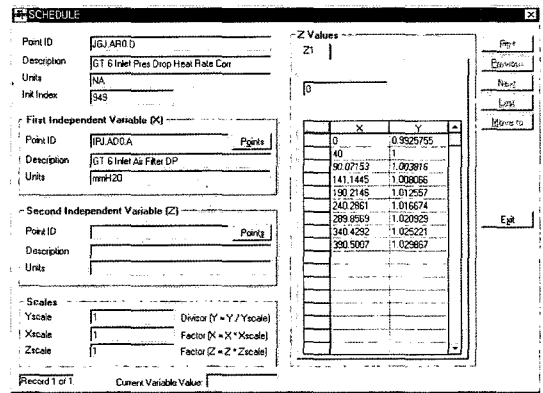 SCHEDULE
Point ID JGJ.AR0.D
Description GT 6 Inlet Pres Drop Heat Rate Corr
Units NA
Init Index 949
First Independent Variable (X)
Point ID IPJ.AD0.A Points
Description GT 6 Inlet Air Filter DP
Units mmH20
Second Independent Variable (Z)
Point ID Points
Description
Units
Scales
Yscale 1 Divisor (Y = Y / Yscale)
Xscale 1 Factor (X = X * Xscale)
Zscale 1 Factor (Z = Z * Zscale)
Record 1 of 1 Current Variable Value:
Z Values
Z1
0
X Y
0 0.9925755
40 1
90.07153 1.003816
141.1445 1.008066
190.2146 1.012557
240.2861 1.016674
289.8569 1.020929
340.4292 1.025221
390.5007 1.029867
First
Previous
Next
Last
Move to
Exit